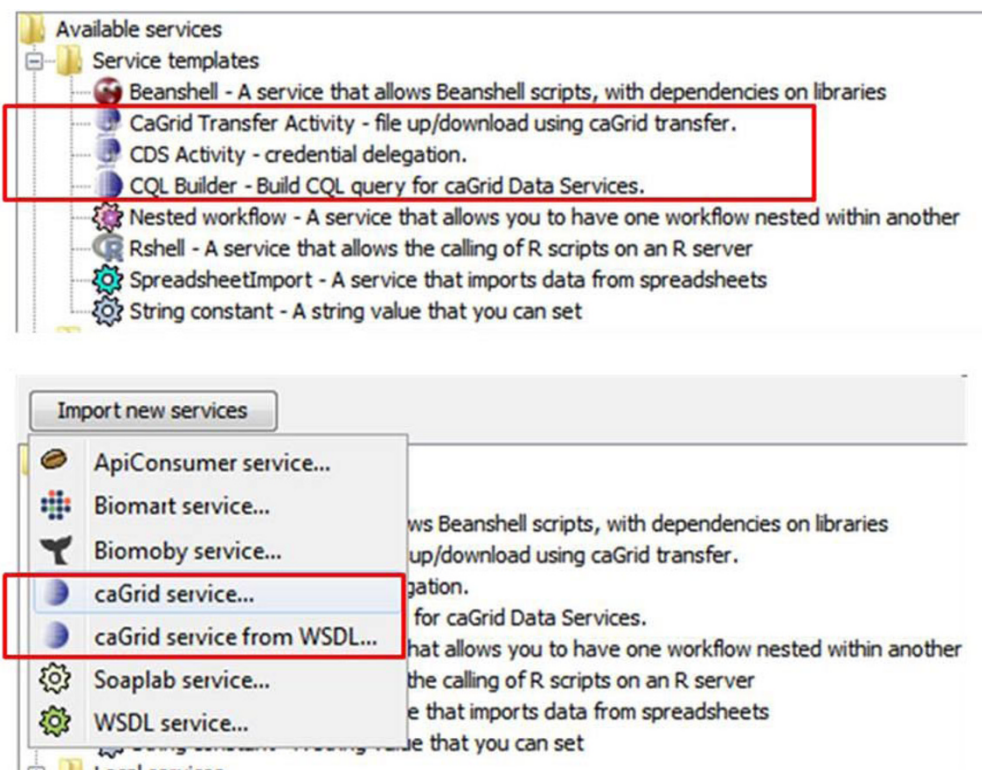 Available services
Service templates
Beanshell - A service that allows Beanshell scripts, with dependencies on libraries
CaGrid Transfer Activity - file up/download using caGrid transfer.
CDS Activity - credential delegation.
CQL Builder - Build CQL query for caGrid Data Services.
Nested workflow - A service that allows you to have one workflow nested within another
Rshell - A service that allows the calling of R scripts on an R server
SpreadsheetImport - A service that imports data from spreadsheets
String constant - A string value that you can set
Import new services
ApiConsumer service...
Biomart service...
ws Beanshell scripts, with dependencies on libraries
Biomoby service...
up/download using caGrid transfer.
caGrid service...
gation.
for caGrid Data Services.
caGrid service from WSDL...
hat allows you to have one workflow nested within another
Soaplab service...
the calling of R scripts on an R server
e that imports data from spreadsheets
WSDL service...
that you can set